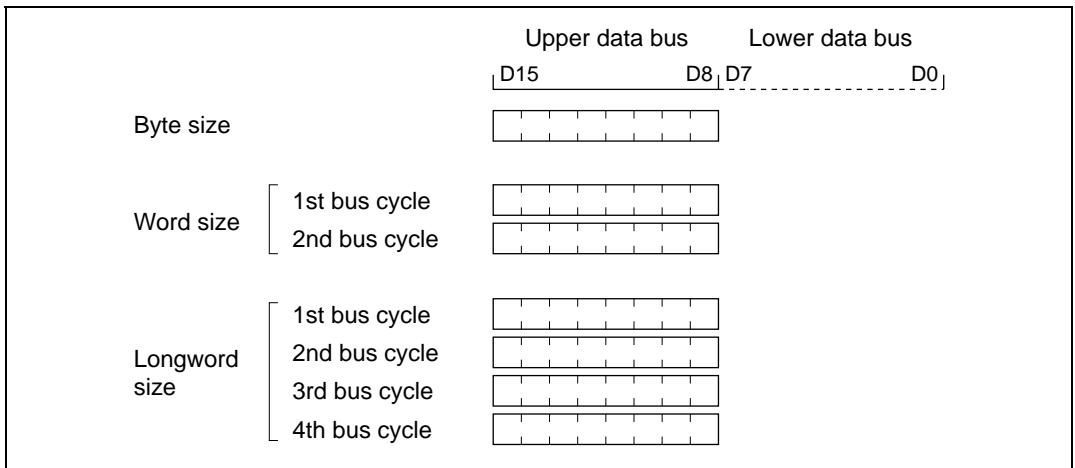 Upper data bus Lower data bus
D15 D8 D7 D0
Byte size
Word size
1st bus cycle
2nd bus cycle
Longword
size
1st bus cycle
2nd bus cycle
3rd bus cycle
4th bus cycle